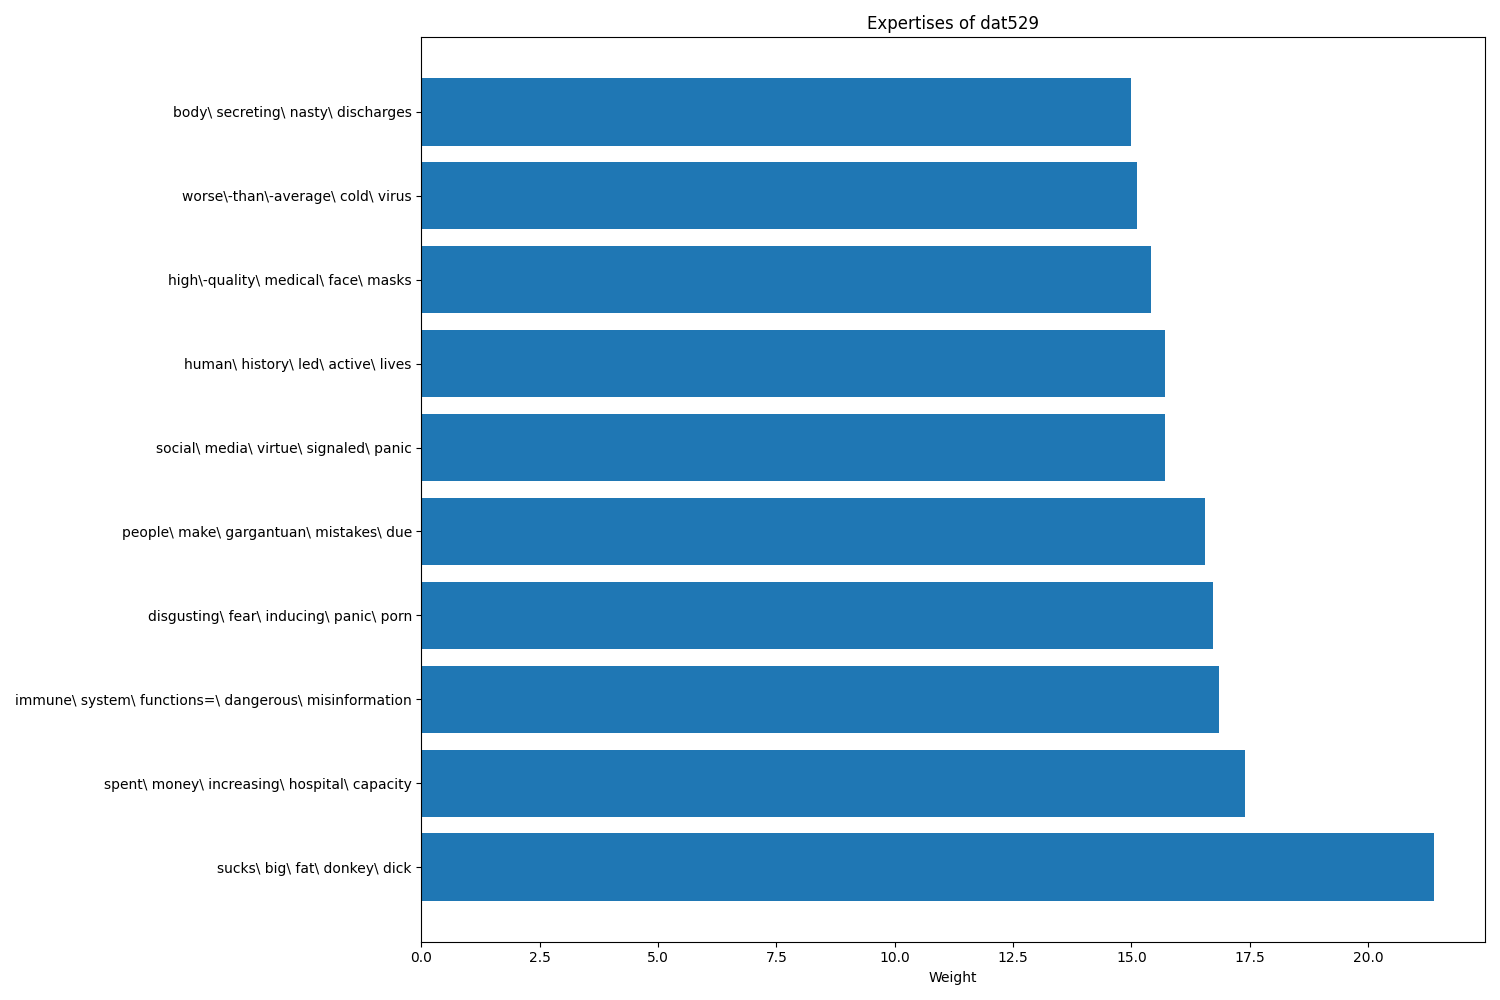 Expertises of dat529
body\ secreting\ nasty\ discharges
worse\-than\-average\ cold\ virus
high\-quality\ medical\ face\ masks
human\ history\ led\ active\ lives
social\ media\ virtue\ signaled\ panic
people\ make\ gargantuan\ mistakes\ due
disgusting\ fear\ inducing\ panic\ porn
immune\ system\ functions=\ dangerous\ misinformation
spent\ money\ increasing\ hospital\ capacity
sucks\ big\ fat\ donkey\ dick
0.0 2.5 5.0 7.5 10.0 12.5 15.0 17.5 20.0
Weight